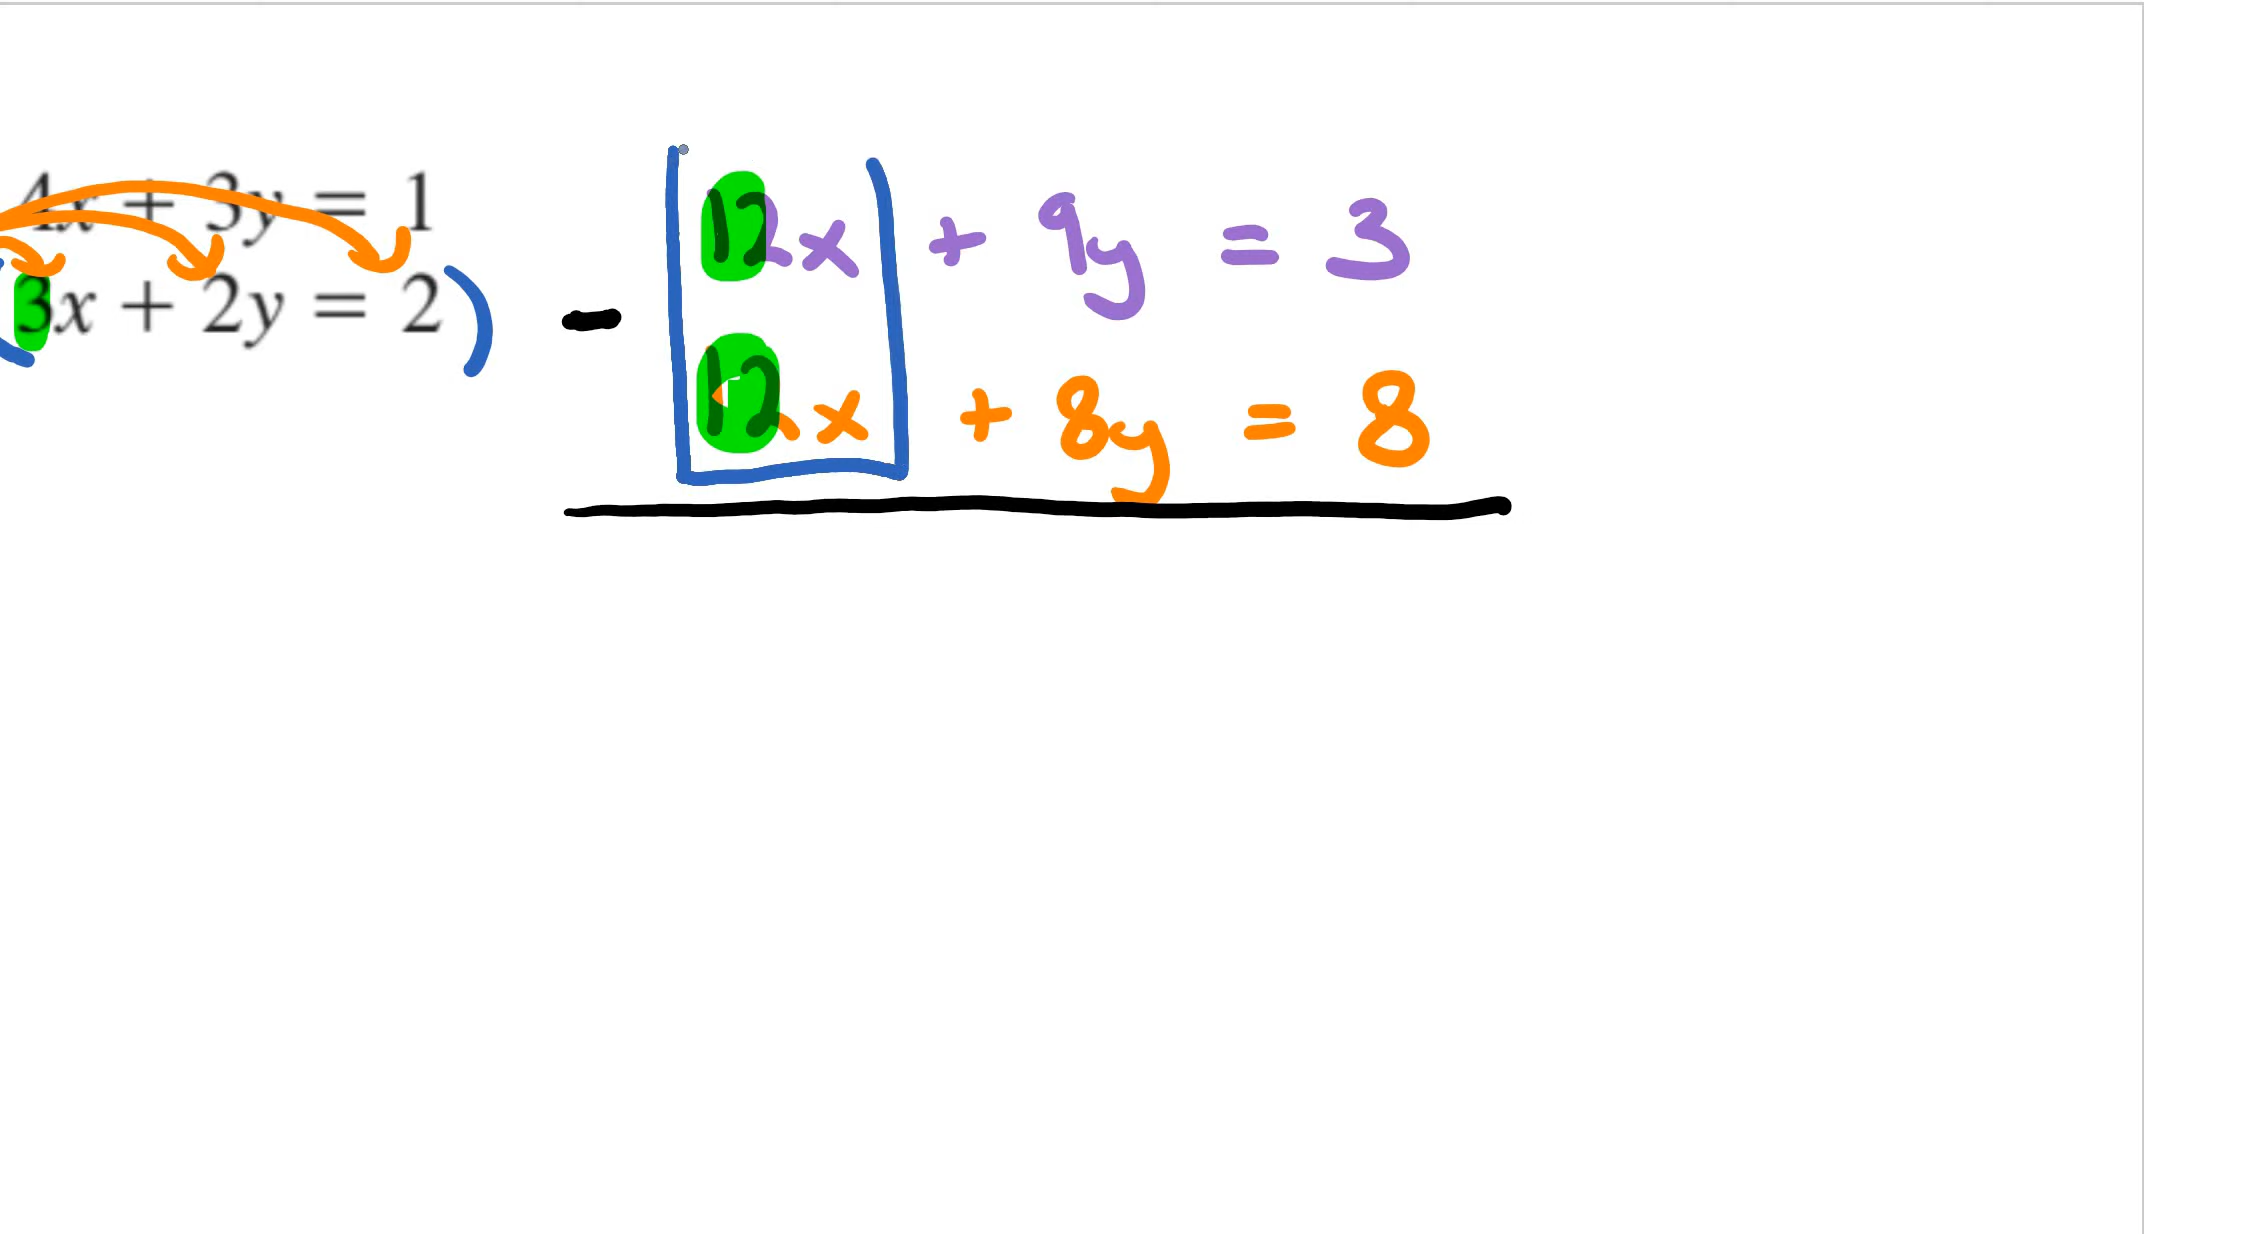 4x + 3y = 1
3x + 2y = 2)
12x + 9y = 3
-
12x + 8y = 8